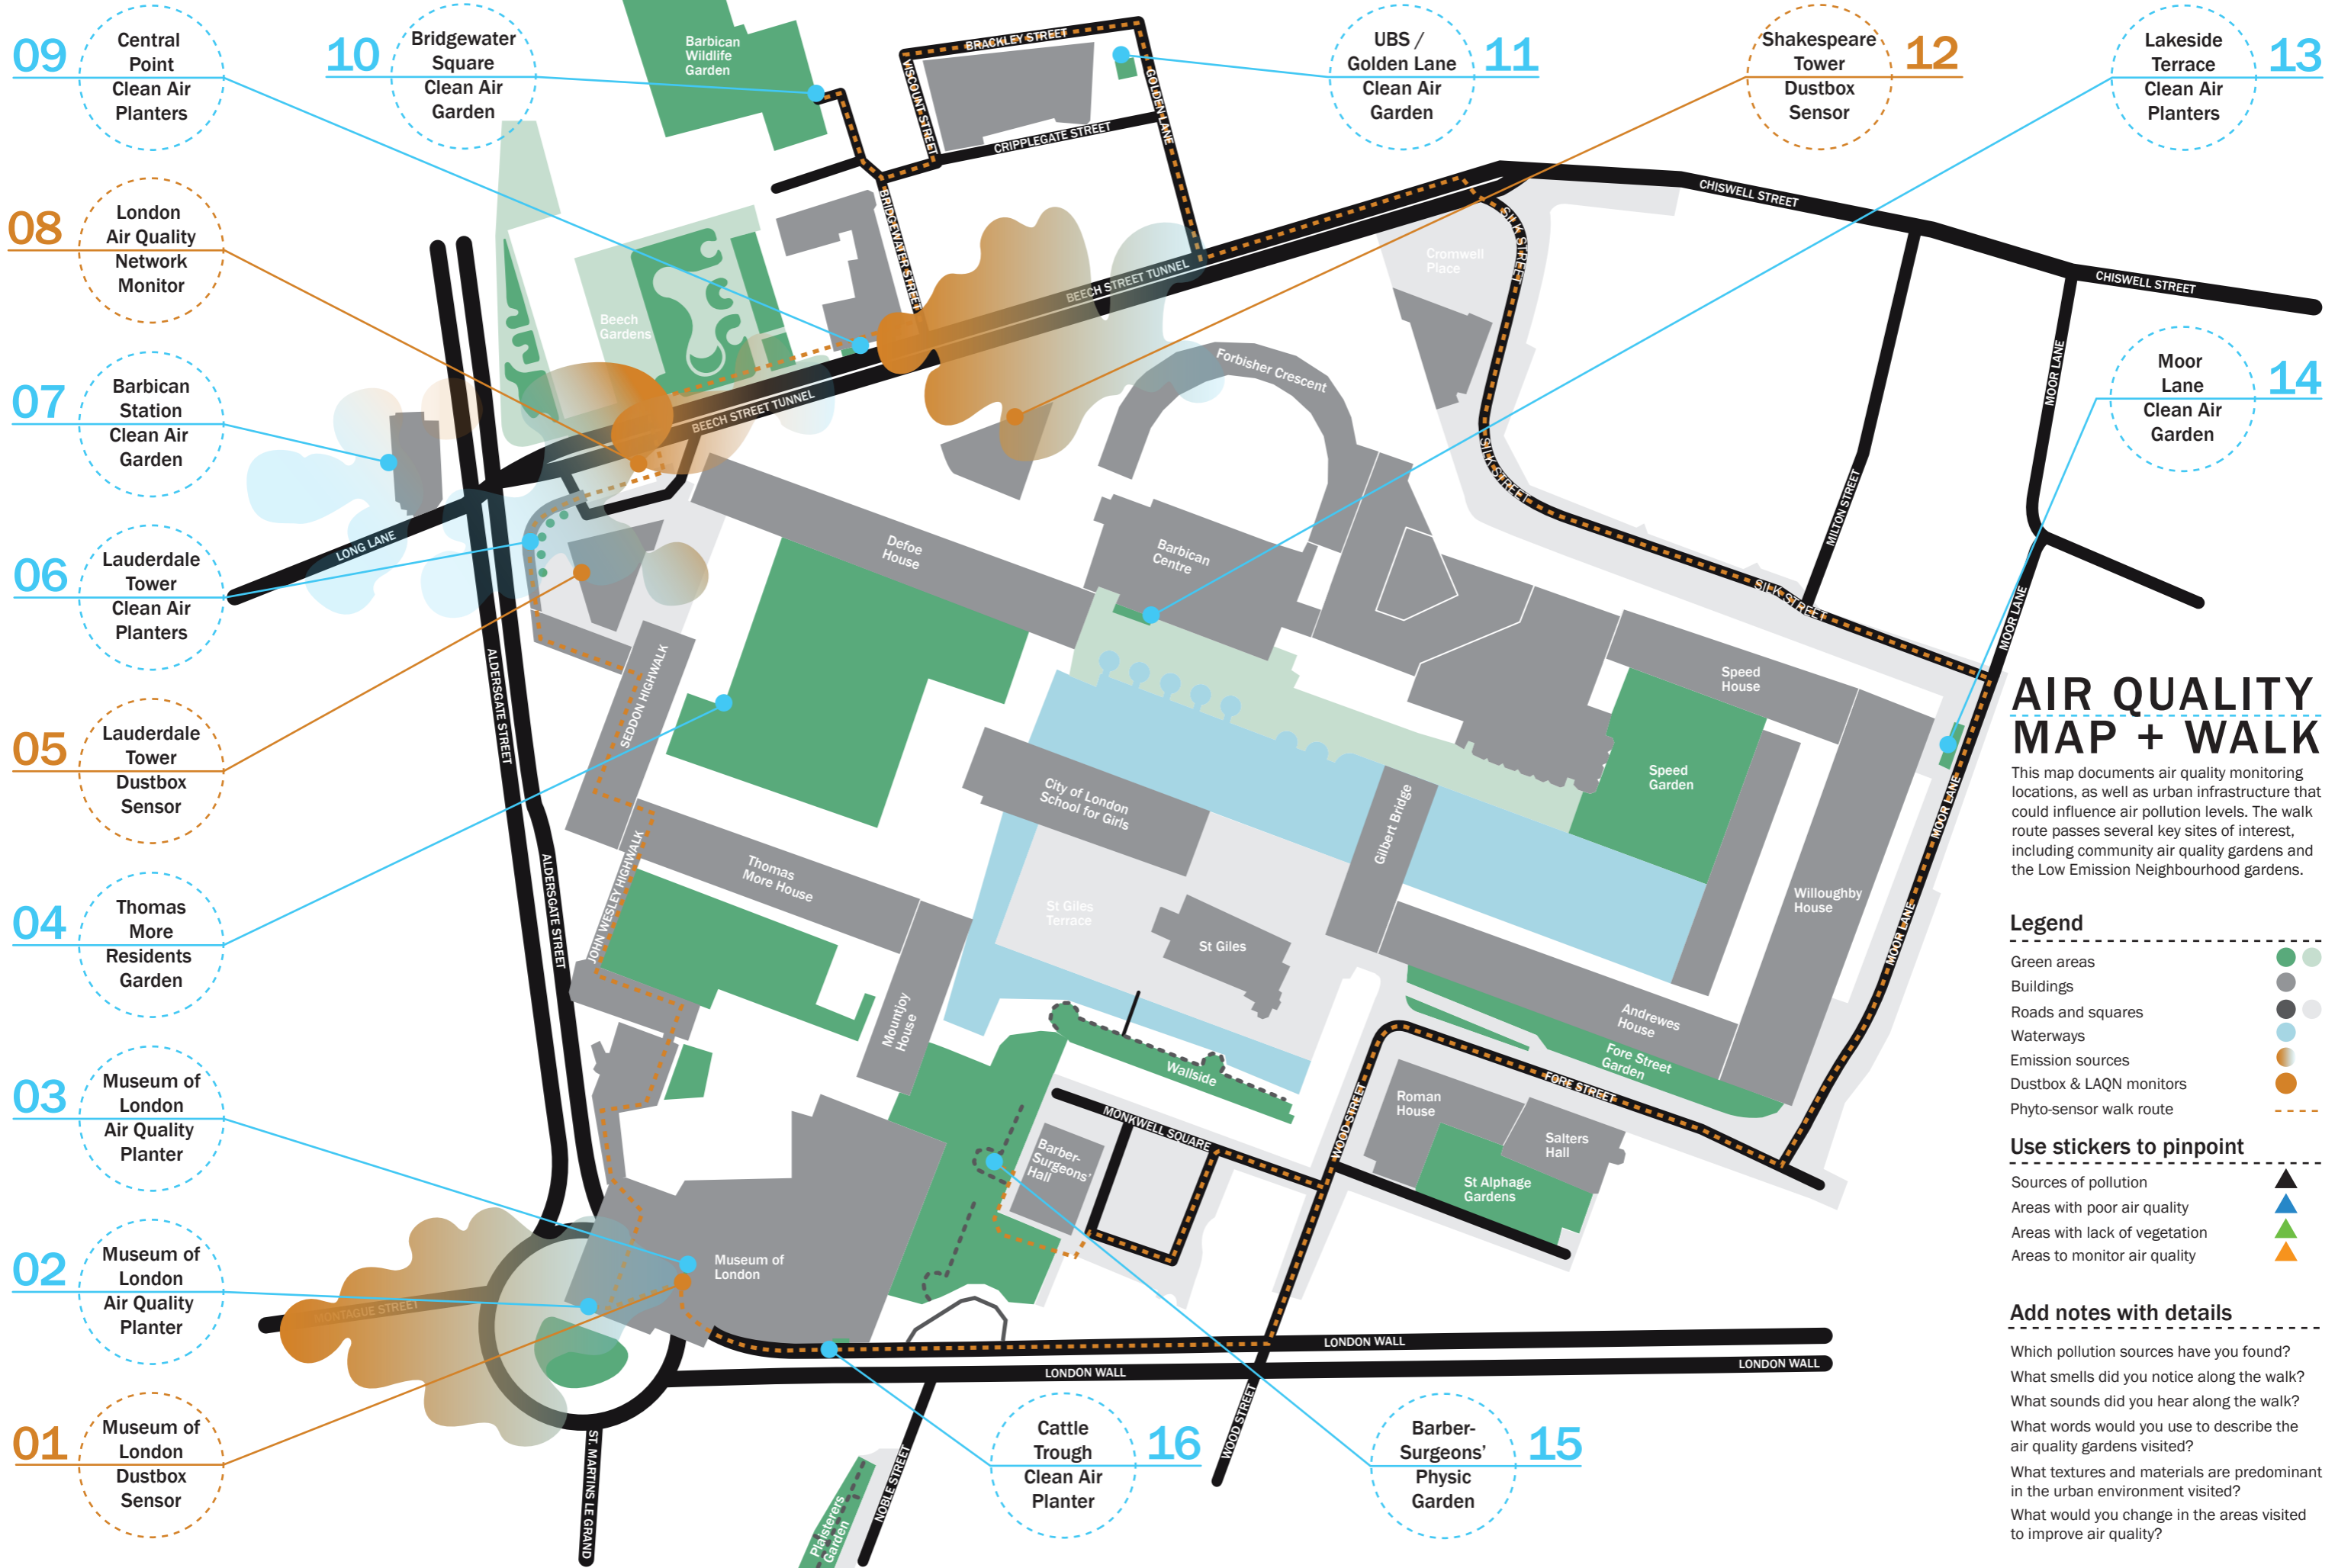 09
Central
Point
Clean Air
Planters
10
Bridgewater
Square
Clean Air
Garden
UBS /
Golden Lane
Clean Air
Garden
11
Shakespeare
Tower
Dustbox
Sensor
12
Lakeside
Terrace
Clean Air
Planters
13
08
London
Air Quality
Network
Monitor
07
Barbican
Station
Clean Air
Garden
06
Lauderdale
Tower
Clean Air
Planters
05
Lauderdale
Tower
Dustbox
Sensor
04
Thomas
More
Residents
Garden
03
Museum of
London
Air Quality
Planter
02
Museum of
London
Air Quality
Planter
01
Museum of
London
Dustbox
Sensor
Moor
Lane
Clean Air
Garden
14
Cattle
Trough
Clean Air
Planter
16
Barber-
Surgeons'
Physic
Garden
15
Barbican
Wildlife
Garden
BRACKLEY STREET
VISCOUNT STREET
GOLDEN LANE
CRIPPLEGATE STREET
BRIDGEWATER STREET
BEECH STREET TUNNEL
BEECH STREET TUNNEL
Beech
Gardens
CHISWELL STREET
CHISWELL STREET
Cromwell
Place
SILK STREET
SILK STREET
SILK STREET
MILTON STREET
MOOR LANE
MOOR LANE
MOOR LANE
MOOR LANE
Forbisher Crescent
LONG LANE
Defoe
House
Barbican
Centre
ALDERSGATE STREET
ALDERSGATE STREET
SEDDON HIGHWALK
JOHN WESLEY HIGHWALK
Speed
House
Speed
Garden
City of London
School for Girls
Gilbert Bridge
Thomas
More House
St Giles
Terrace
St Giles
Willoughby
House
Mountjoy
House
Andrewes
House
Fore Street
Garden
Wallside
FORE STREET
MONKWELL SQUARE
WOOD STREET
WOOD STREET
Roman
House
Salters
Hall
St Alphage
Gardens
Barber-
Surgeons'
Hall
Museum of
London
MONTAGUE STREET
LONDON WALL
LONDON WALL
LONDON WALL
ST. MARTINS LE GRAND
NOBLE STREET
Plaisterers
Garden
AIR QUALITY
MAP + WALK
This map documents air quality monitoring
locations, as well as urban infrastructure that
could influence air pollution levels. The walk
route passes several key sites of interest,
including community air quality gardens and
the Low Emission Neighbourhood gardens.
Legend
Green areas
Buildings
Roads and squares
Waterways
Emission sources
Dustbox & LAQN monitors
Phyto-sensor walk route
Use stickers to pinpoint
Sources of pollution
Areas with poor air quality
Areas with lack of vegetation
Areas to monitor air quality
Add notes with details
Which pollution sources have you found?
What smells did you notice along the walk?
What sounds did you hear along the walk?
What words would you use to describe the
air quality gardens visited?
What textures and materials are predominant
in the urban environment visited?
What would you change in the areas visited
to improve air quality?